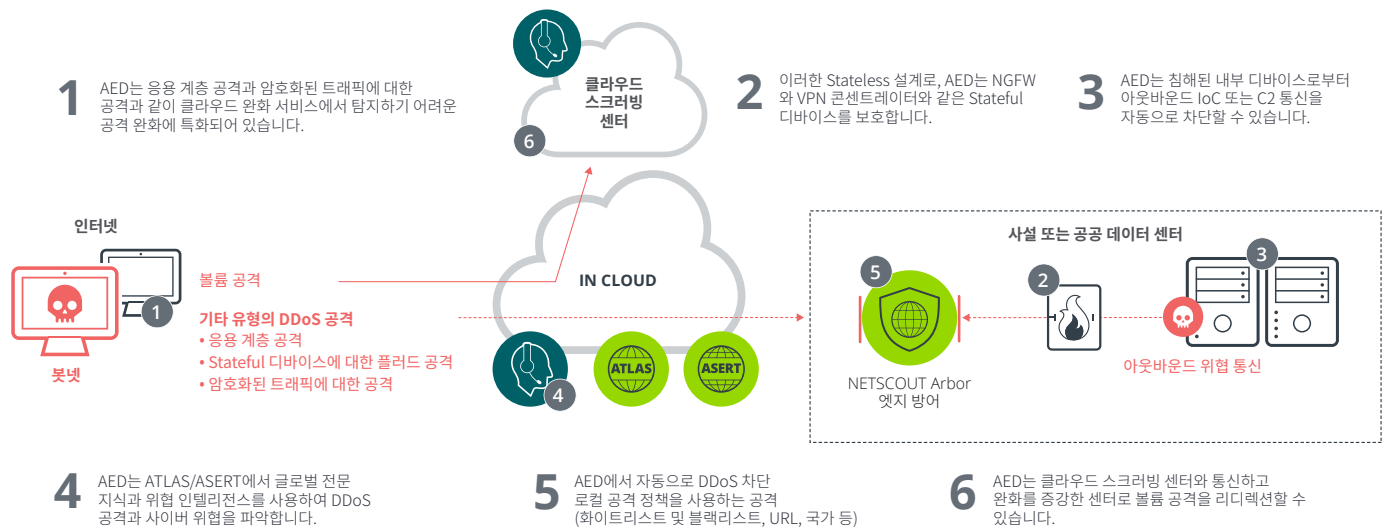 1
AED는 응용 계층 공격과 암호화된 트래픽에 대한
공격과 같이 클라우드 완화 서비스에서 탐지하기 어려운
공격 완화에 특화되어 있습니다.
클라우드
스크러빙
센터
6
2
이러한 Stateless 설계로, AED는 NGFW
와 VPN 콘센트레이터와 같은 Stateful
디바이스를 보호합니다.
3
AED는 침해된 내부 디바이스로부터
아웃바운드 IoC 또는 C2 통신을
자동으로 차단할 수 있습니다.
인터넷
1
봇넷
볼륨 공격
기타 유형의 DDoS 공격
• 응용 계층 공격
• Stateful 디바이스에 대한 플러드 공격
• 암호화된 트래픽에 대한 공격
IN CLOUD
4
ATLAS
ASERT
사설 또는 공공 데이터 센터
5
2
3
NETSCOUT Arbor
엣지 방어
아웃바운드 위협 통신
4
AED는 ATLAS/ASERT에서 글로벌 전문
지식과 위협 인텔리전스를 사용하여 DDoS
공격과 사이버 위협을 파악합니다.
5
AED에서 자동으로 DDoS 차단
로컬 공격 정책을 사용하는 공격
(화이트리스트 및 블랙리스트, URL, 국가 등)
6
AED는 클라우드 스크러빙 센터와 통신하고
완화를 증강한 센터로 볼륨 공격을 리디렉션할 수
있습니다.